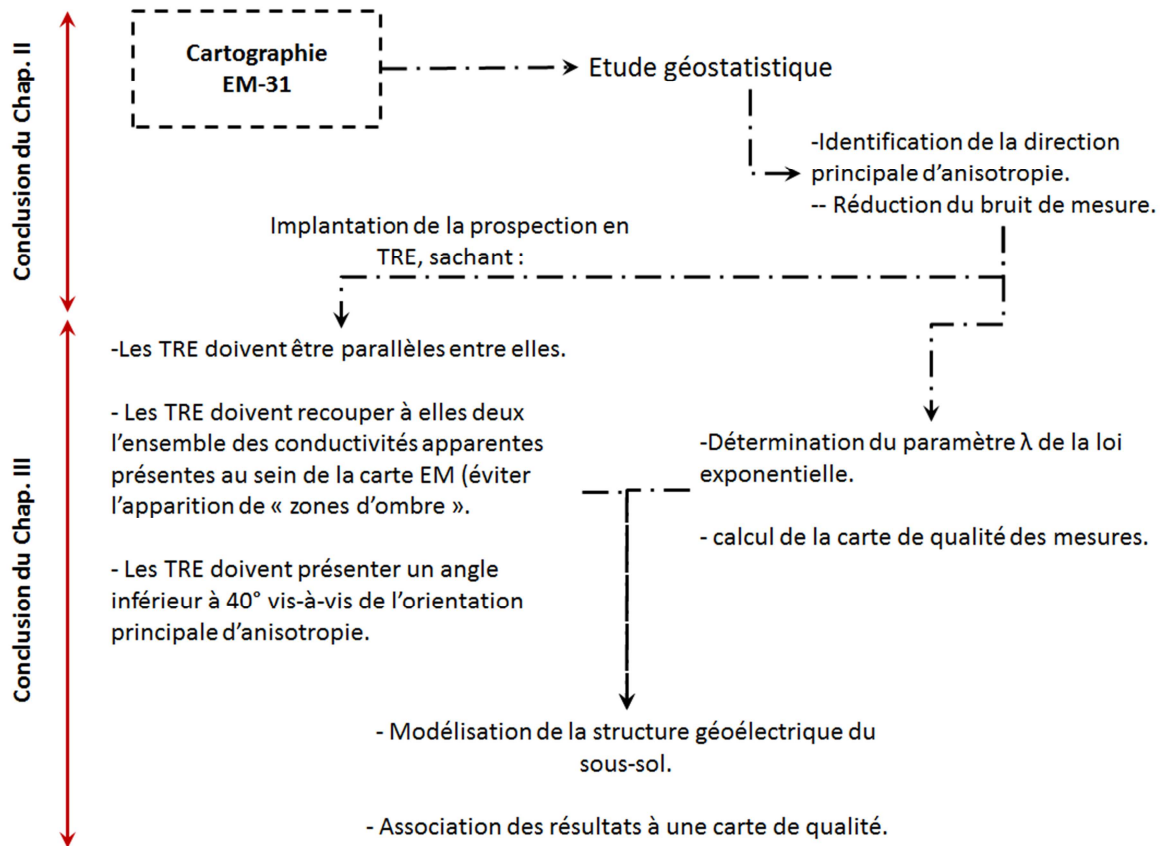 Conclusion du Chap. II
Cartographie
EM-31
Etude géostatistique
-Identification de la direction
principale d’anisotropie.
-- Réduction du bruit de mesure.
Implantation de la prospection en
TRE, sachant :
Conclusion du Chap. III
-Les TRE doivent être parallèles entre elles.
- Les TRE doivent recouper à elles deux
l’ensemble des conductivités apparentes
présentes au sein de la carte EM (éviter
l’apparition de « zones d’ombre ».
- Les TRE doivent présenter un angle
inférieur à 40° vis-à-vis de l’orientation
principale d’anisotropie.
-Détermination du paramètre λ de la loi
exponentielle.
- calcul de la carte de qualité des mesures.
- Modélisation de la structure géoélectrique du
sous-sol.
- Association des résultats à une carte de qualité.